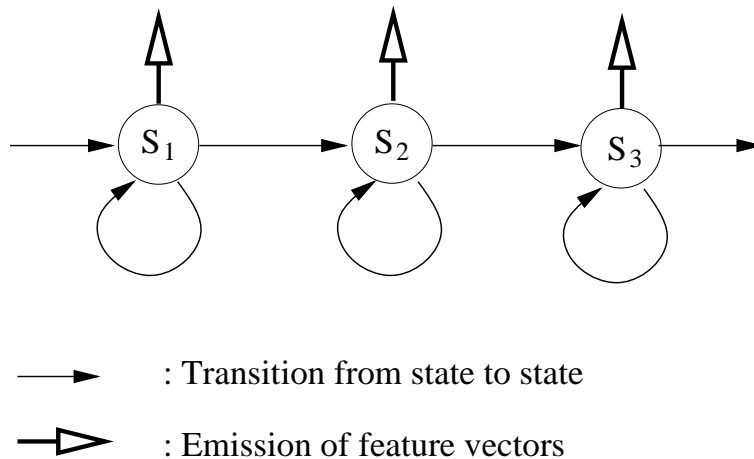 S1 S2 S3
: Transition from state to state
: Emission of feature vectors